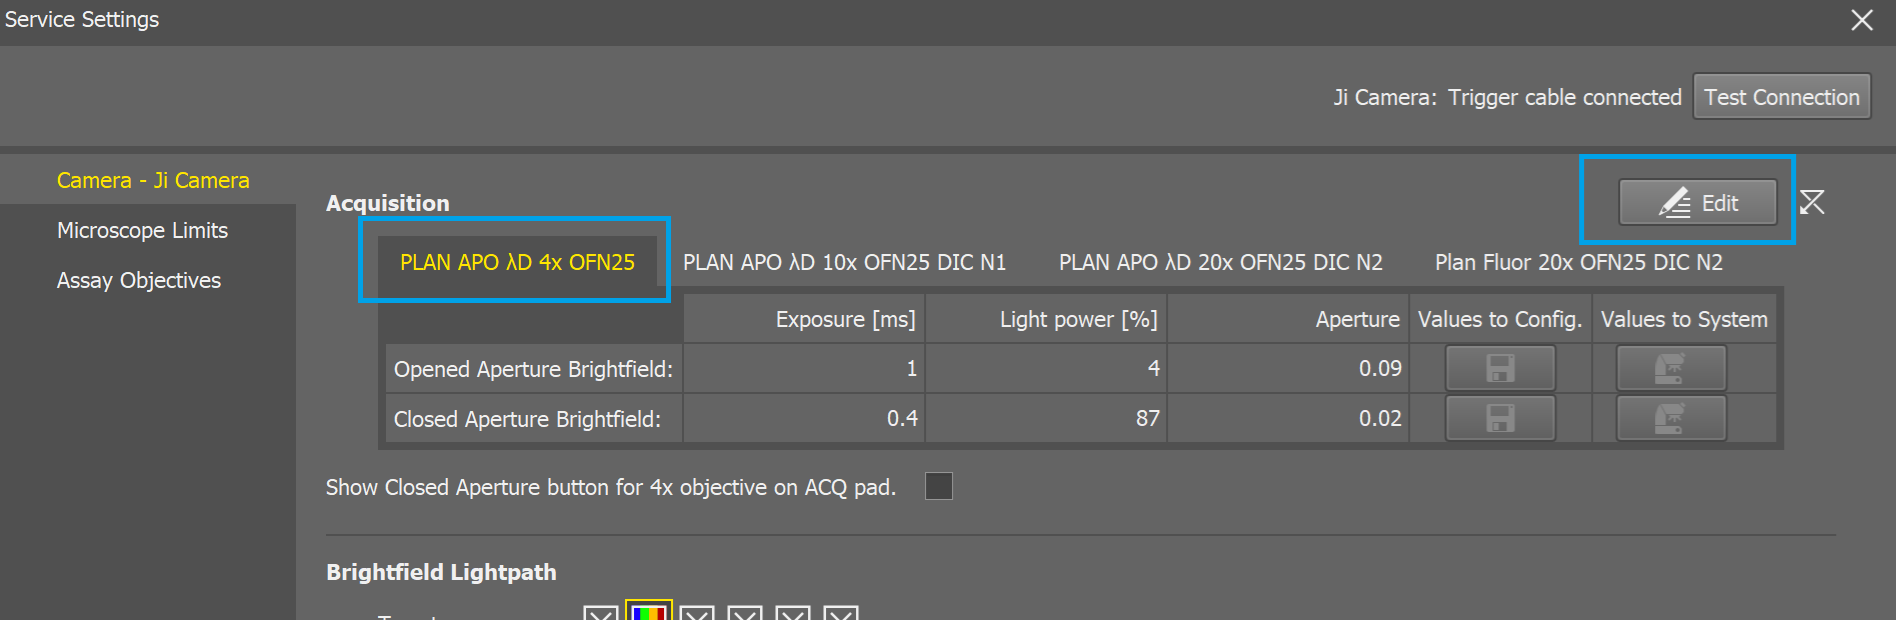 Service Settings
Ji Camera: Trigger cable connected Test Connection
Camera - Ji Camera
Microscope Limits
Assay Objectives
Acquisition
Edit
PLAN APO λD 4x OFN25 PLAN APO λD 10x OFN25 DIC N1 PLAN APO λD 20x OFN25 DIC N2 Plan Fluor 20x OFN25 DIC N2
Exposure [ms] Light power [%] Aperture Values to Config. Values to System
Opened Aperture Brightfield: 1 4 0.09
Closed Aperture Brightfield: 0.4 87 0.02
Show Closed Aperture button for 4x objective on ACQ pad.
Brightfield Lightpath